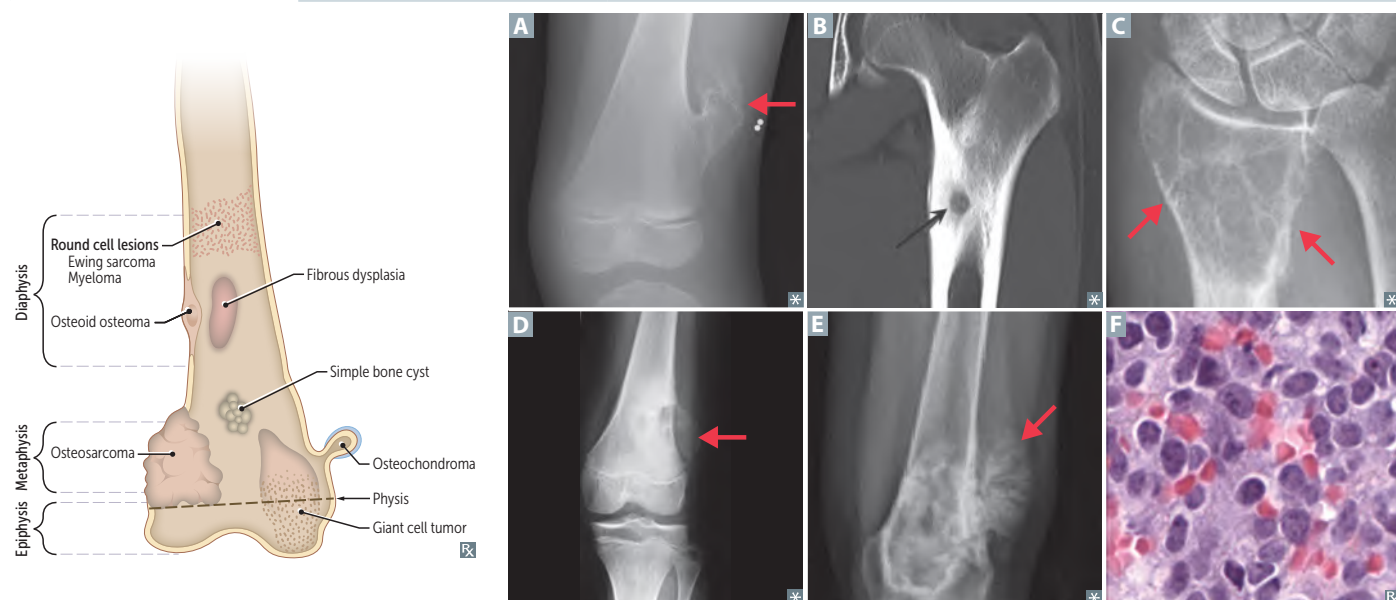 Diaphysis
Round cell lesions
Ewing sarcoma
Myeloma
Osteoid osteoma
Fibrous dysplasia
Simple bone cyst
Metaphysis
Osteosarcoma
Osteochondroma
Physis
Epiphysis
Giant cell tumor
Rx
A
*
B
*
C
*
D
*
E
*
F
R